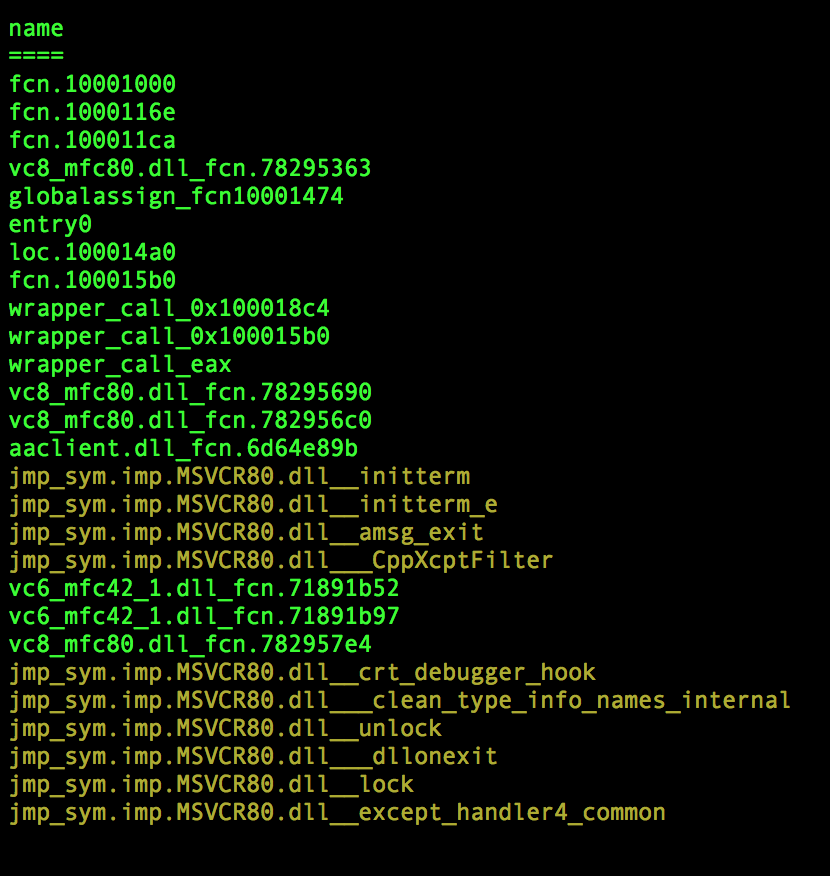 name
====
fcn.10001000
fcn.1000116e
fcn.100011ca
vc8_mfc80.dll_fcn.78295363
globalassign_fcn10001474
entry0
loc.100014a0
fcn.100015b0
wrapper_call_0x100018c4
wrapper_call_0x100015b0
wrapper_call_eax
vc8_mfc80.dll_fcn.78295690
vc8_mfc80.dll_fcn.782956c0
aaclient.dll_fcn.6d64e89b
jmp_sym.imp.MSVCR80.dll__initterm
jmp_sym.imp.MSVCR80.dll__initterm_e
jmp_sym.imp.MSVCR80.dll__amsg_exit
jmp_sym.imp.MSVCR80.dll___CppXcptFilter
vc6_mfc42_1.dll_fcn.71891b52
vc6_mfc42_1.dll_fcn.71891b97
vc8_mfc80.dll_fcn.782957e4
jmp_sym.imp.MSVCR80.dll__crt_debugger_hook
jmp_sym.imp.MSVCR80.dll___clean_type_info_names_internal
jmp_sym.imp.MSVCR80.dll__unlock
jmp_sym.imp.MSVCR80.dll___dllonexit
jmp_sym.imp.MSVCR80.dll__lock
jmp_sym.imp.MSVCR80.dll__except_handler4_common